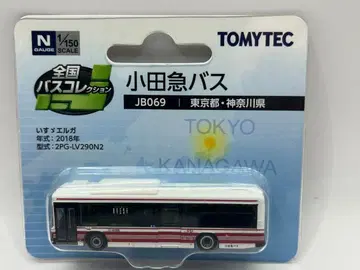 N
GAUGE
1/150
SCALE
TOMYTEC
全国
バスコレクション
小田急バス
JB069 | 東京都・神奈川県
いすゞエルガ
年式：2018年
型式：2PG-LV290N2
TOKYO
KANAGAWA